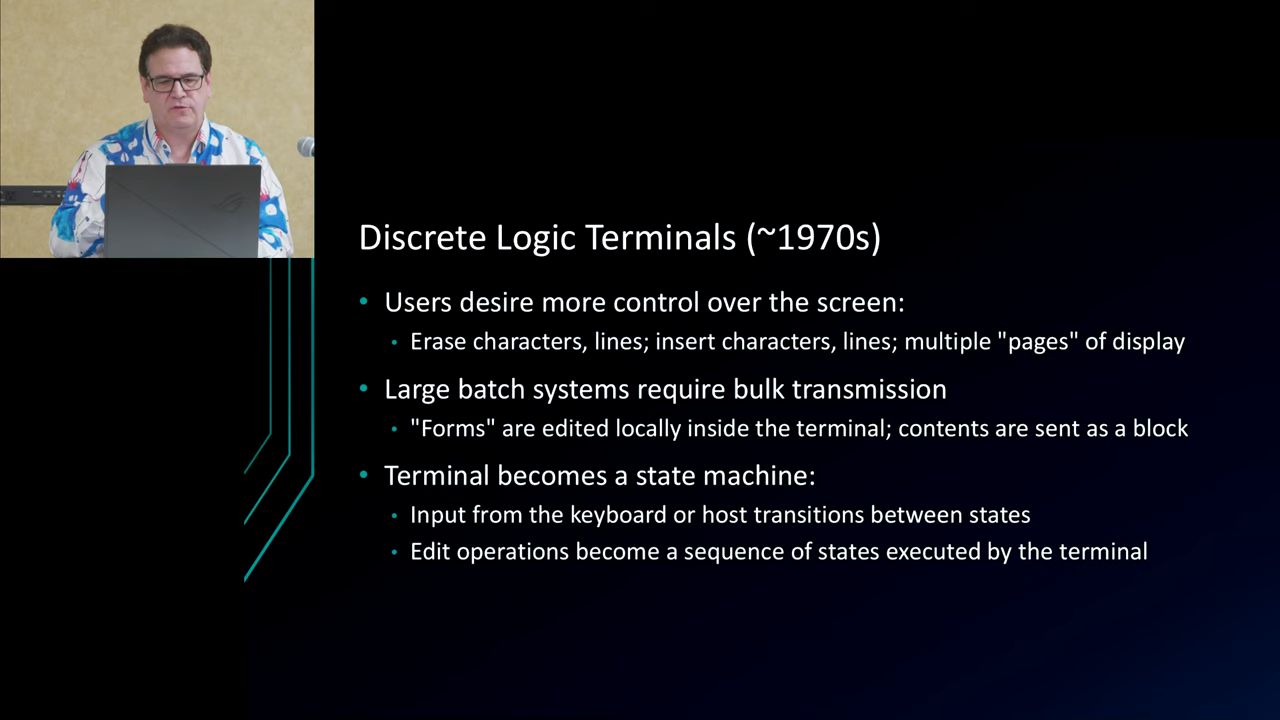 Discrete Logic Terminals (~1970s)
• Users desire more control over the screen:
• Erase characters, lines; insert characters, lines; multiple "pages" of display
• Large batch systems require bulk transmission
• "Forms" are edited locally inside the terminal; contents are sent as a block
• Terminal becomes a state machine:
• Input from the keyboard or host transitions between states
• Edit operations become a sequence of states executed by the terminal